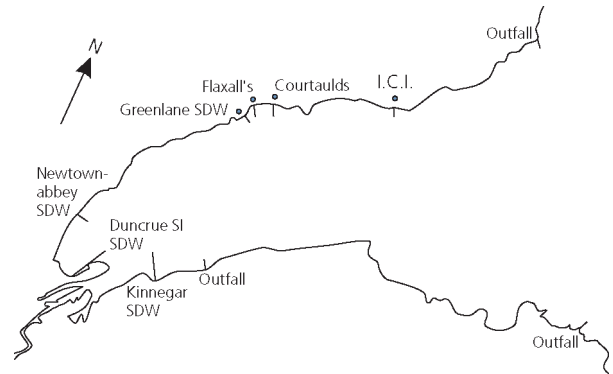 Outfall
N
I.C.I.
Flaxall's
Courtaulds
Greenlane SDW
Newtown-
abbey
SDW
Duncrue SI
SDW
Kinnegar
SDW
Outfall
Outfall